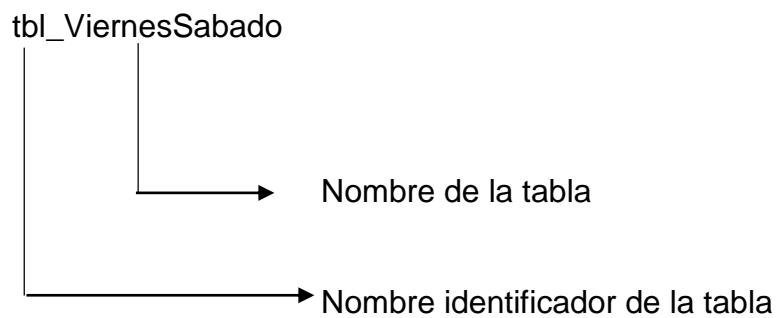 tbl_ViernesSabado
Nombre de la tabla
Nombre identificador de la tabla